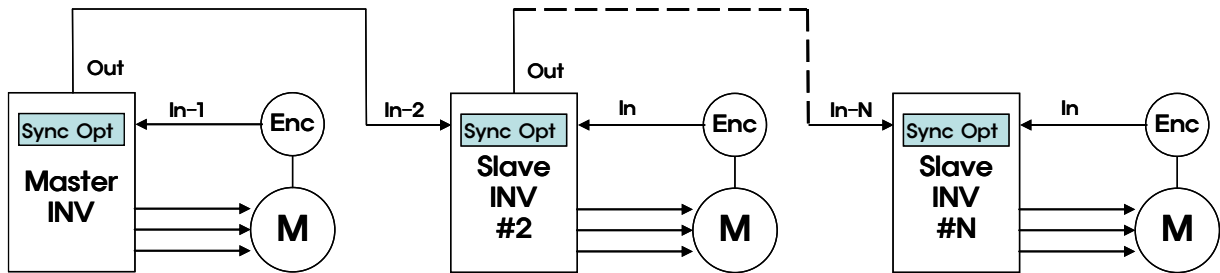 Out
In-1
Enc
Sync Opt
Master
INV
M
In-2
Out
In
Enc
Sync Opt
Slave
INV
#2
M
In-N
In
Enc
Sync Opt
Slave
INV
#N
M